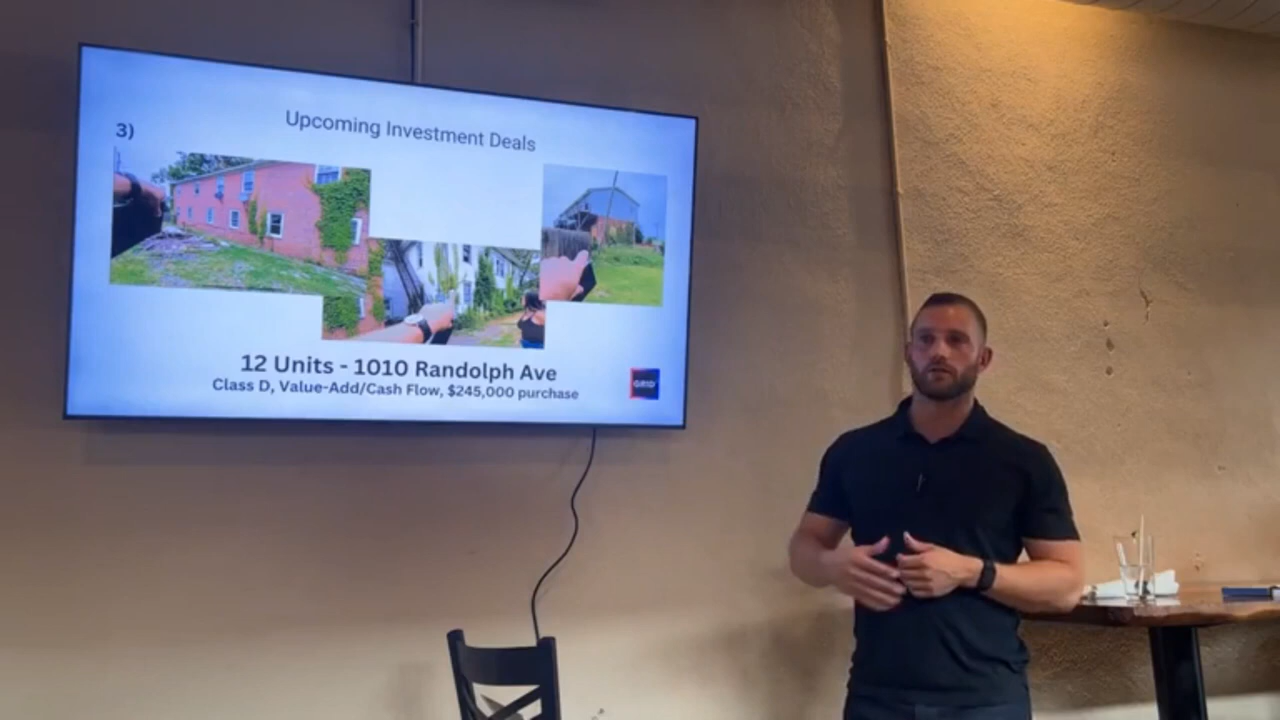 Upcoming Investment Deals
3)
12 Units - 1010 Randolph Ave
Class D, Value-Add/Cash Flow, $245,000 purchase
GRID